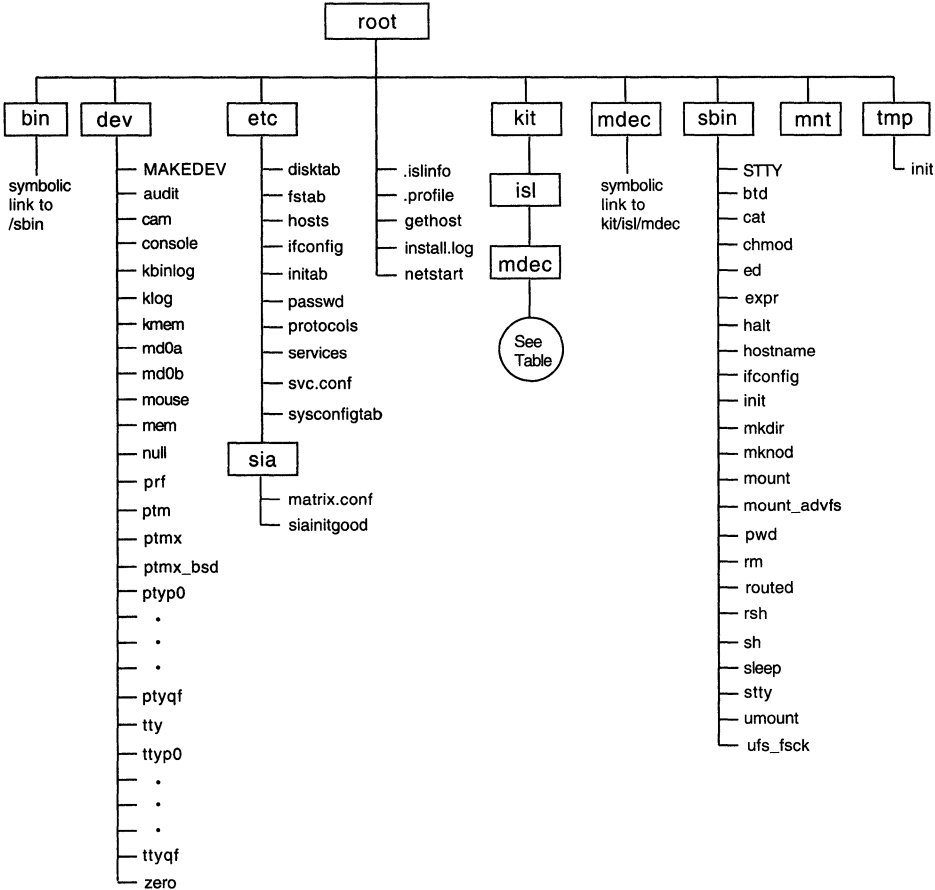 root
bin
dev
etc
kit
mdec
sbin
mnt
tmp
symbolic
link to
/sbin
MAKEDEV
audit
cam
console
kbinlog
klog
kmem
md0a
md0b
mouse
mem
null
prf
ptm
ptmx
ptmx_bsd
ptyp0
.
.
.
ptyqf
tty
ttyp0
.
.
.
ttyqf
zero
disktab
fstab
hosts
ifconfig
initab
passwd
protocols
services
svc.conf
sysconfigtab
sia
matrix.conf
siainitgood
.islinfo
.profile
gethost
install.log
netstart
isl
mdec
See
Table
symbolic
link to
kit/isl/mdec
STTY
btd
cat
chmod
ed
expr
halt
hostname
ifconfig
init
mkdir
mknod
mount
mount_advfs
pwd
rm
routed
rsh
sh
sleep
stty
umount
ufs_fsck
init